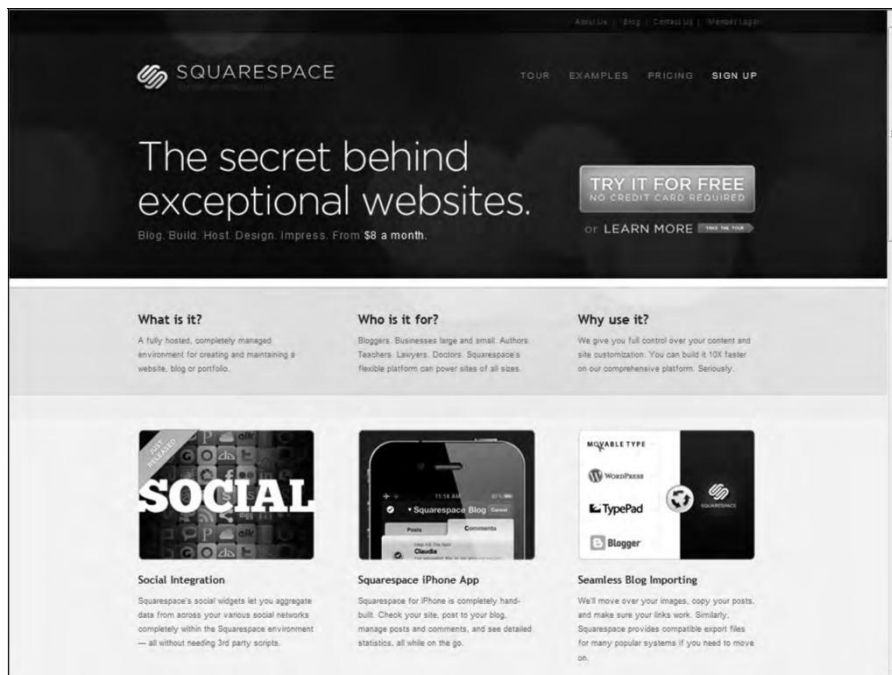 About Us | Blog | Contact Us | Member Login
SQUARESPACE
TOUR EXAMPLES PRICING SIGN UP
The secret behind
exceptional websites.
Blog. Build. Host. Design. Impress. From $8 a month.
TRY IT FOR FREE
NO CREDIT CARD REQUIRED
or LEARN MORE TAKE THE TOUR
What is it?
A fully hosted, completely managed
environment for creating and maintaining a
website, blog or portfolio.
Who is it for?
Bloggers. Businesses large and small. Authors.
Teachers. Lawyers. Doctors. Squarespace's
flexible platform can power sites of all sizes.
Why use it?
We give you full control over your content and
site customization. You can build it 10X faster
on our comprehensive platform. Seriously.
JUST
RELEASED
SOCIAL
Social Integration
Squarespace's social widgets let you aggregate
data from across your various social networks
completely within the Squarespace environment
— all without needing 3rd party scripts.
11:18 AM
Squarespace Blog Cancel
Posts Comments
Claudia
Squarespace iPhone App
Squarespace for iPhone is completely hand-
built. Check your site, post to your blog,
manage posts and comments, and see detailed
statistics, all while on the go.
MOVABLE TYPE
WORDPRESS
TypePad
Blogger
SQUARESPACE
Seamless Blog Importing
We'll move over your images, copy your posts,
and make sure your links work. Similarly,
Squarespace provides compatible export files
for many popular systems if you need to move
on.